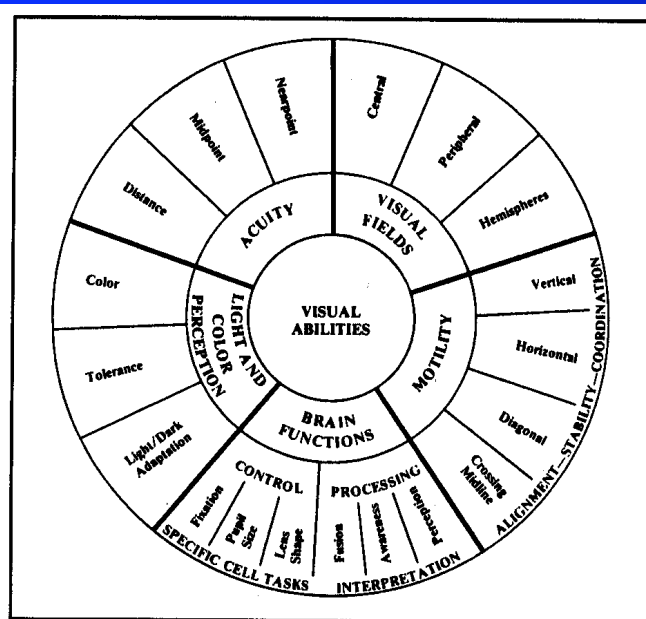 VISUAL
ABILITIES
ACUITY
Distance
Midpoint
Nearpoint
VISUAL
FIELDS
Central
Peripheral
Hemispheres
MOTILITY
Vertical
Horizontal
Diagonal
Crossing
Midline
ALIGNMENT—STABILITY—COORDINATION
BRAIN
FUNCTIONS
CONTROL
Fixation
Pupil
Size
Lens
Shape
SPECIFIC CELL TASKS
PROCESSING
Fusion
Awareness
Perception
INTERPRETATION
LIGHT AND
COLOR
PERCEPTION
Color
Tolerance
Light/Dark
Adaptation